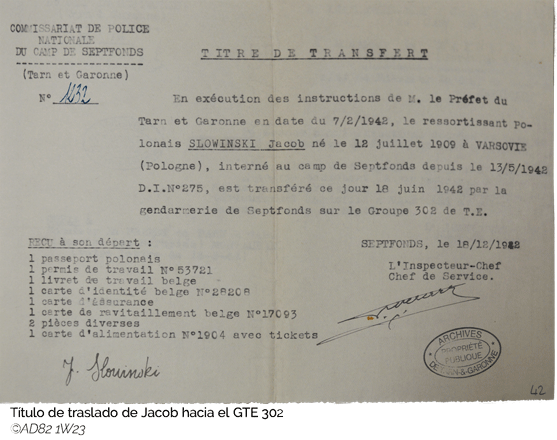 COMMISSARIAT DE POLICE
NATIONALE
DU CAMP DE SEPTFONDS
(Tarn et Garonne)
N° 1232
TITRE DE TRANSFERT
En exécution des instructions de M. le Préfet du
Tarn et Garonne en date du 7/2/1942, le ressortissant po-
lonais SLOWINSKI Jacob né le 12 juillet 1909 à VARSOVIE
(Pologne), interné au camp de Septfonds depuis le 13/5/1942
D.I.N°275, est transféré ce jour 18 juin 1942 par la
gendarmerie de Septfonds sur le Groupe 302 de T.E.
RECU à son départ :
1 passeport polonais
1 permis de travail N°53721
1 livret de travail belge
1 carte d'identité belge N°28208
1 carte d'Assurance
1 carte de ravitaillement belge N°17093
2 pièces diverses
1 carte d'alimentation N°1904 avec tickets
J. Slowinski
SEPTFONDS, le 18/12/1942
L'Inspecteur-Chef
Chef de Service.
ARCHIVES
PROPRIÉTÉ
PUBLIQUE
DE TARN-&-GARONNE
42
Título de traslado de Jacob hacia el GTE 302
©AD82 1W23